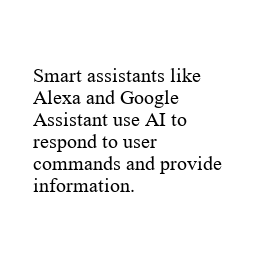 Smart assistants like
Alexa and Google
Assistant use AI to
respond to user
commands and provide
information.